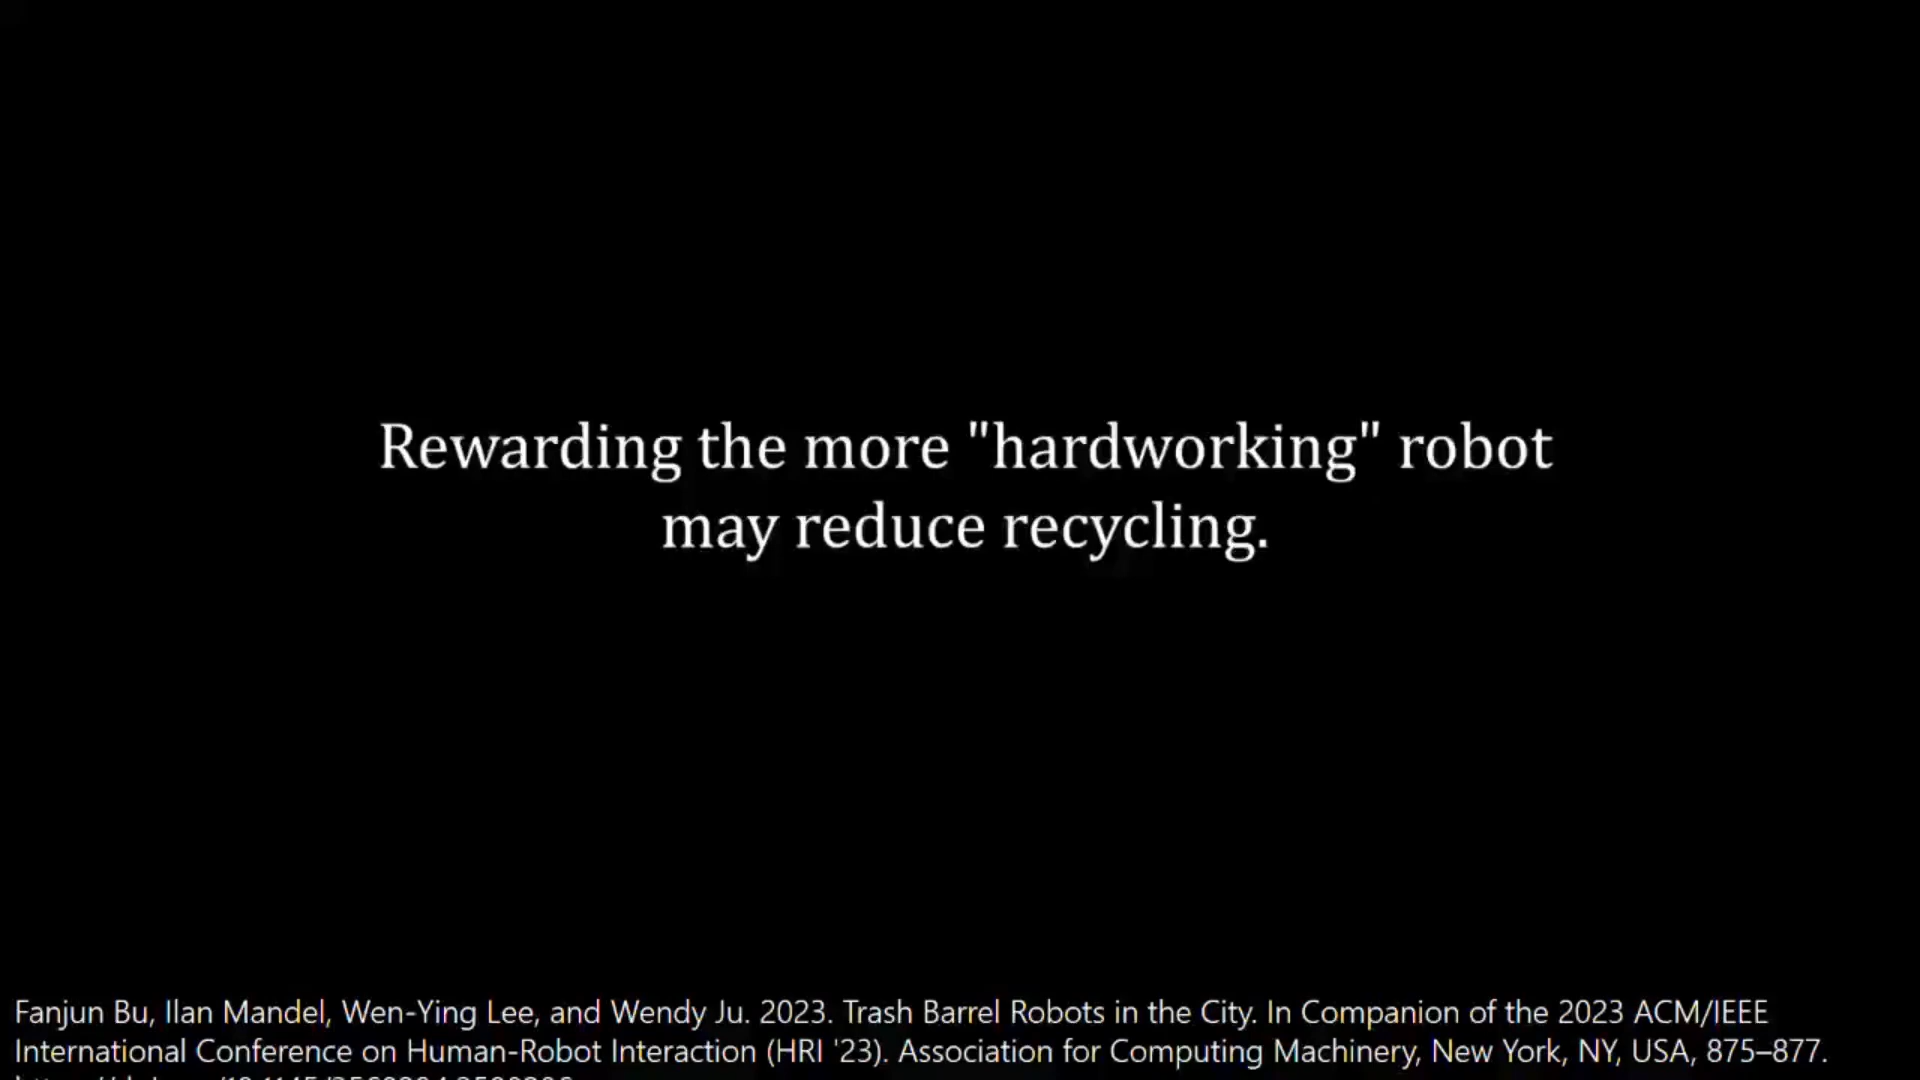 Rewarding the more "hardworking" robot
may reduce recycling.
Fanjun Bu, Ilan Mandel, Wen-Ying Lee, and Wendy Ju. 2023. Trash Barrel Robots in the City. In Companion of the 2023 ACM/IEEE
International Conference on Human-Robot Interaction (HRI '23). Association for Computing Machinery, New York, NY, USA, 875–877.